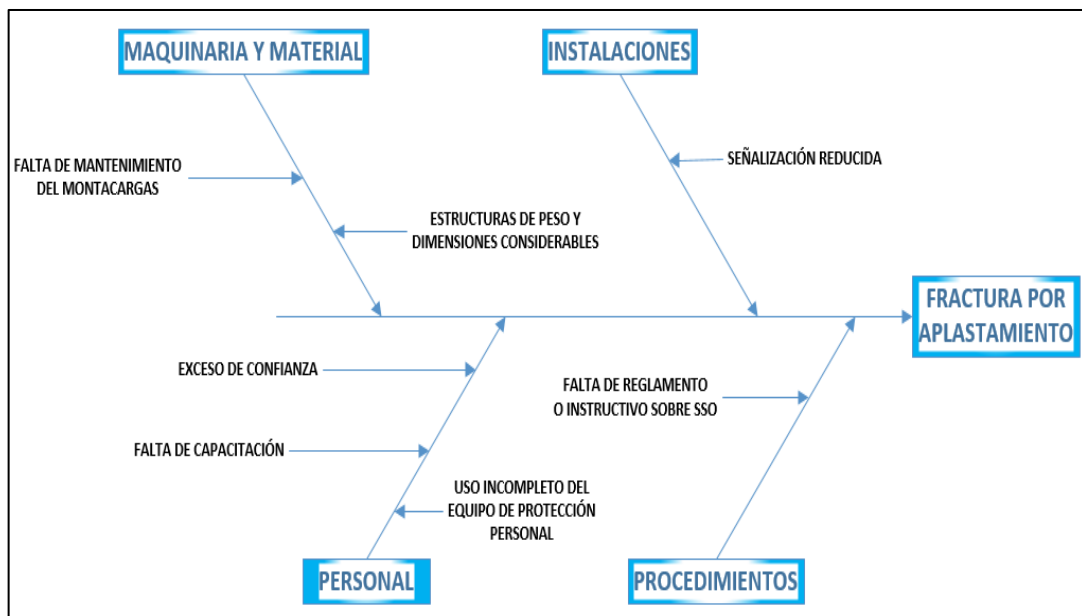 MAQUINARIA Y MATERIAL
INSTALACIONES
FALTA DE MANTENIMIENTO
DEL MONTACARGAS
SEÑALIZACIÓN REDUCIDA
ESTRUCTURAS DE PESO Y
DIMENSIONES CONSIDERABLES
FRACTURA POR
APLASTAMIENTO
EXCESO DE CONFIANZA
FALTA DE REGLAMENTO
O INSTRUCTIVO SOBRE SSO
FALTA DE CAPACITACIÓN
USO INCOMPLETO DEL
EQUIPO DE PROTECCIÓN
PERSONAL
PERSONAL
PROCEDIMIENTOS